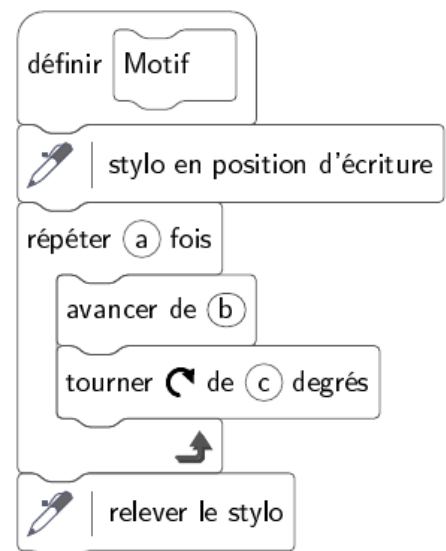 définir Motif
stylo en position d'écriture
répéter a fois
avancer de b
tourner de c degrés
relever le stylo